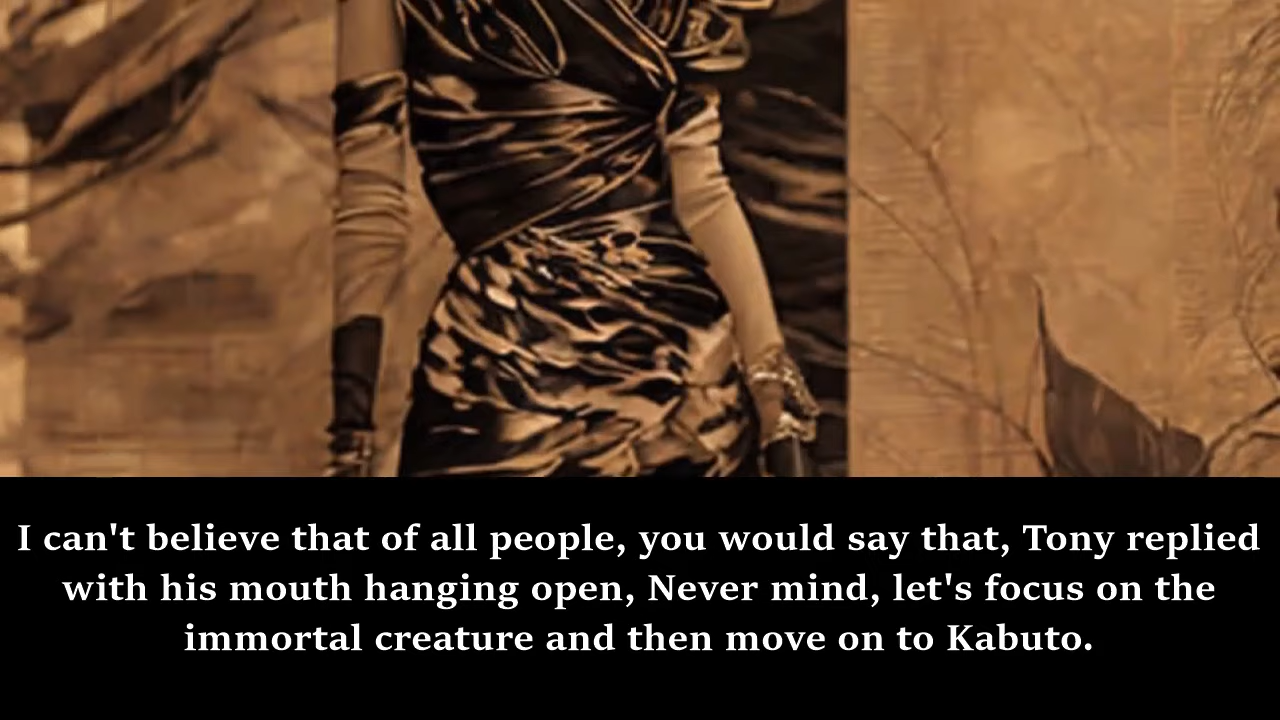 I can't believe that of all people, you would say that, Tony replied
with his mouth hanging open, Never mind, let's focus on the
immortal creature and then move on to Kabuto.